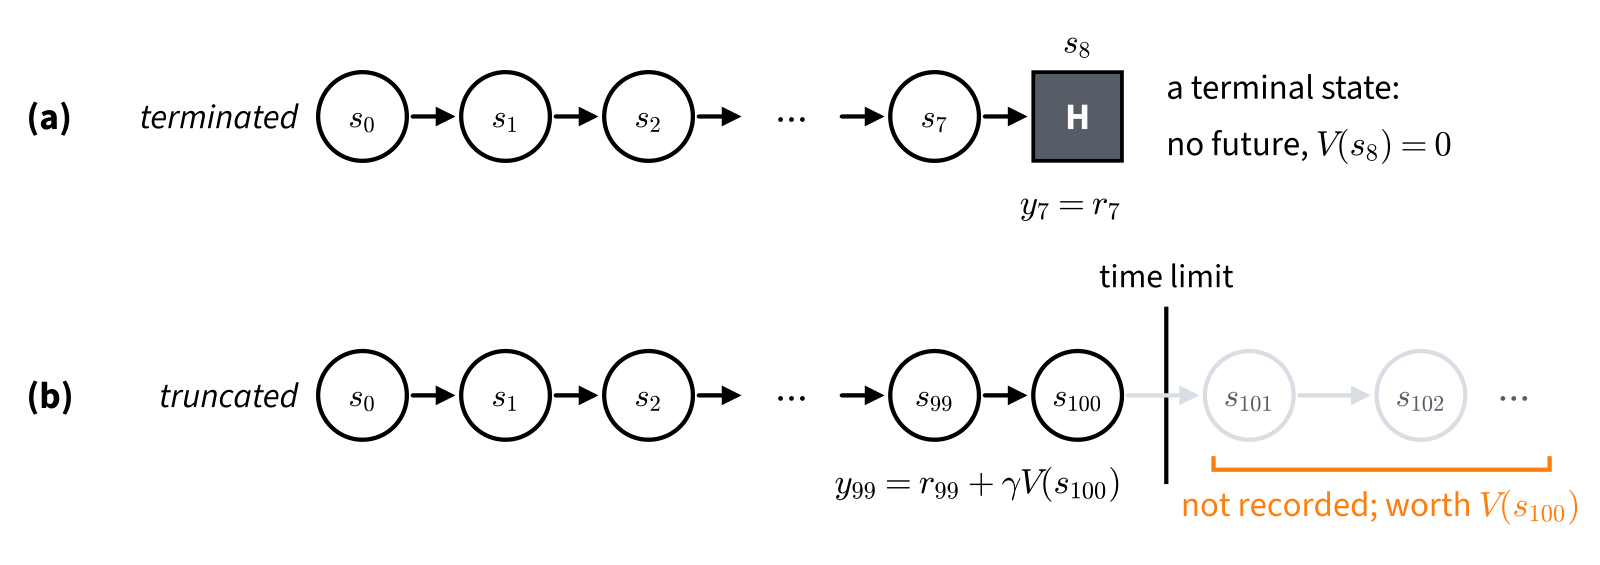 s₈
(a) terminated s₀ s₁ s₂ ... s₇ H a terminal state:
no future, V(s₈) = 0
y₇ = r₇
time limit
(b) truncated s₀ s₁ s₂ ... s₉₉ s₁₀₀ s₁₀₁ s₁₀₂ ...
y₉₉ = r₉₉ + γV(s₁₀₀)
not recorded; worth V(s₁₀₀)